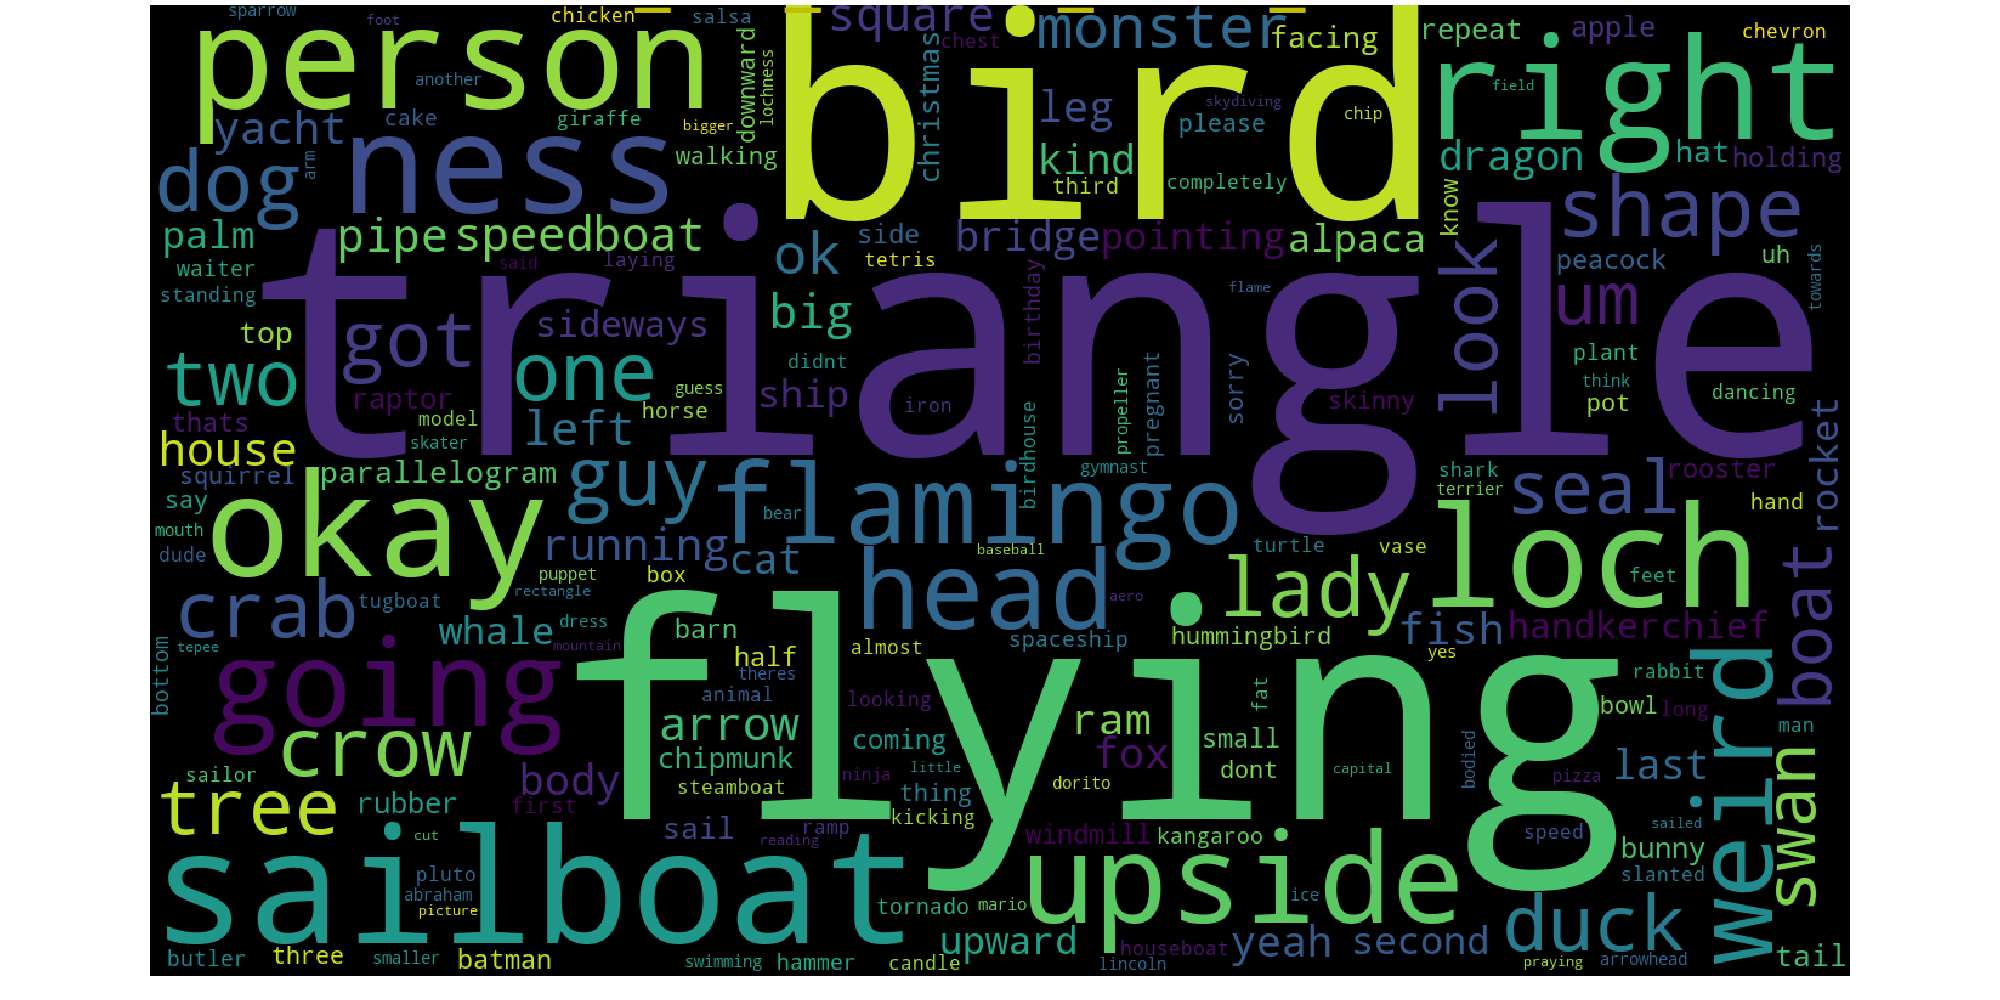 sparrow foot chicken salsa square monster facing repeat apple chevron
person bird right
another chest christmas downward lochness skydiving field
yacht cake giraffe bigger leg please chip
dog arm ness walking kind third completely dragon hat holding
know shape
palm pipe speedboat ok side bridge pointing alpaca look peacock uh towards
waiter said laying tetris
standing triangle big birthday flame um
top got sideways
two one didnt ship propeller pregnant sorry plant
raptor guess iron skinny think pot dancing
thats model horse
house skater left birdhouse rocket
squirrel parallelogram guy flamingo gymnast shark seal rooster
say okay bear terrier loch hand
mouth
dude running cat baseball turtle vase
puppet box head lady feet boat
crab tugboat rectangle aero
whale dress barn spaceship hummingbird fish handkerchief
bottom tepee mountain half almost yes weird
going flying theres fat rabbit
animal looking bowl long
crow arrow ram small man
chipmunk coming fox dont bodied last swan
sailor body ninja little capital pizza
tree rubber first steamboat thing dorito
kicking
sail ramp windmill kangaroo speed sailed
cut reading bunny
sailboat upside slanted
pluto
abraham tornado mario ice
picture duck
upward yeah second tail
butler three smaller batman swimming hammer candle houseboat lincoln praying arrowhead